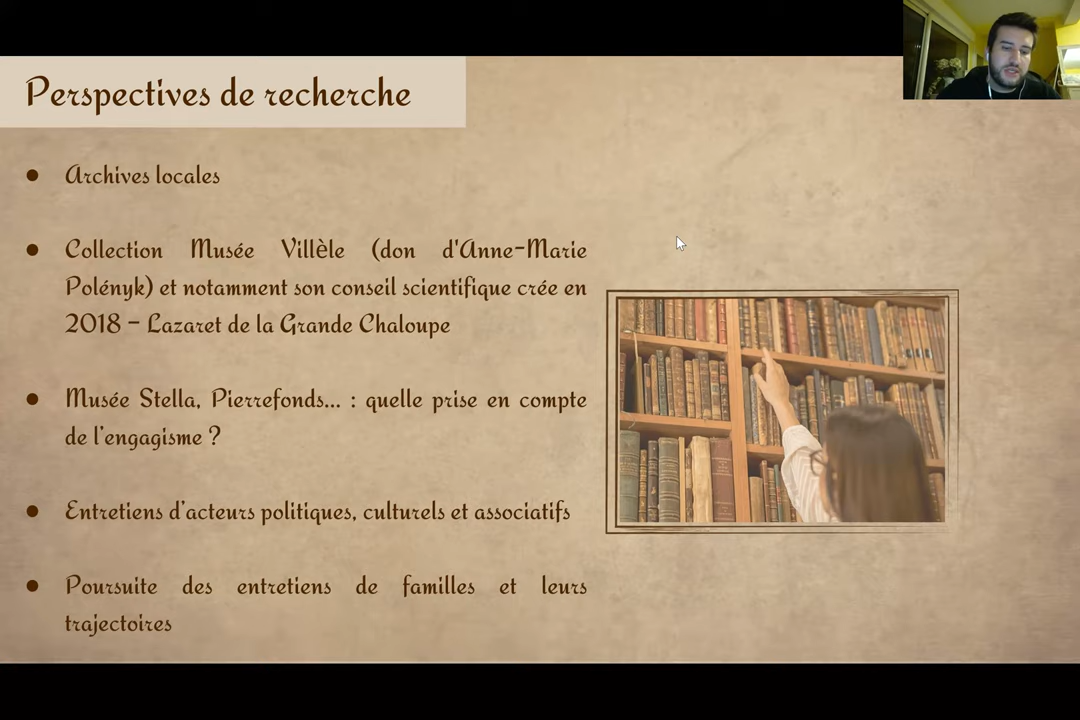 Perspectives de recherche
Archives locales
Collection Musée Villèle (don d'Anne-Marie
Polényk) et notamment son conseil scientifique crée en
2018 – Lazaret de la Grande Chaloupe
Musée Stella, Pierrefonds... : quelle prise en compte
de l'engagisme ?
Entretiens d'acteurs politiques, culturels et associatifs
Poursuite des entretiens de familles et leurs
trajectoires